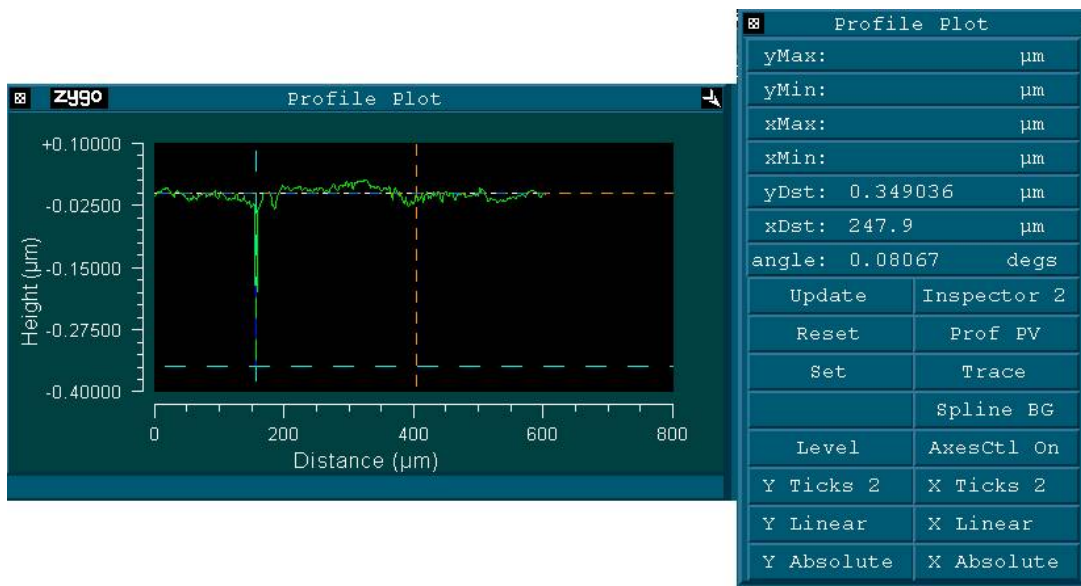 zygo Profile Plot
+0.10000
-0.02500
-0.15000
-0.27500
-0.40000
Height (µm)
0 200 400 600 800
Distance (µm)
Profile Plot
yMax: µm
yMin: µm
xMax: µm
xMin: µm
yDst: 0.349036 µm
xDst: 247.9 µm
angle: 0.08067 degs
Update Inspector 2
Reset Prof PV
Set Trace
Spline BG
Level AxesCtl On
Y Ticks 2 X Ticks 2
Y Linear X Linear
Y Absolute X Absolute